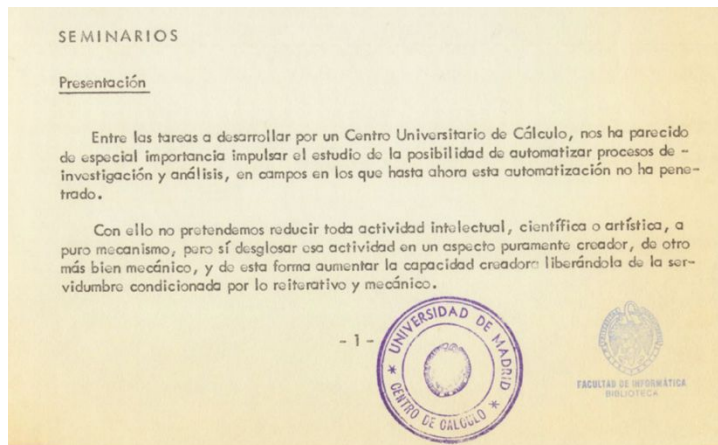 SEMINARIOS
Presentación
Entre las tareas a desarrollar por un Centro Universitario de Cálculo, nos ha parecido
de especial importancia impulsar el estudio de la posibilidad de automatizar procesos de -
investigación y análisis, en campos en los que hasta ahora esta automatización no ha pene-
trado.
Con ello no pretendemos reducir toda actividad intelectual, científica o artística, a
puro mecanismo, pero sí desglosar esa actividad en un aspecto puramente creador, de otro
más bien mecánico, y de esta forma aumentar la capacidad creadora liberándola de la ser-
vidumbre condicionada por lo reiterativo y mecánico.
- 1 -
UNIVERSIDAD DE MADRID
* CENTRO DE CALCULO *
FACULTAD DE INFORMÁTICA
BIBLIOTECA